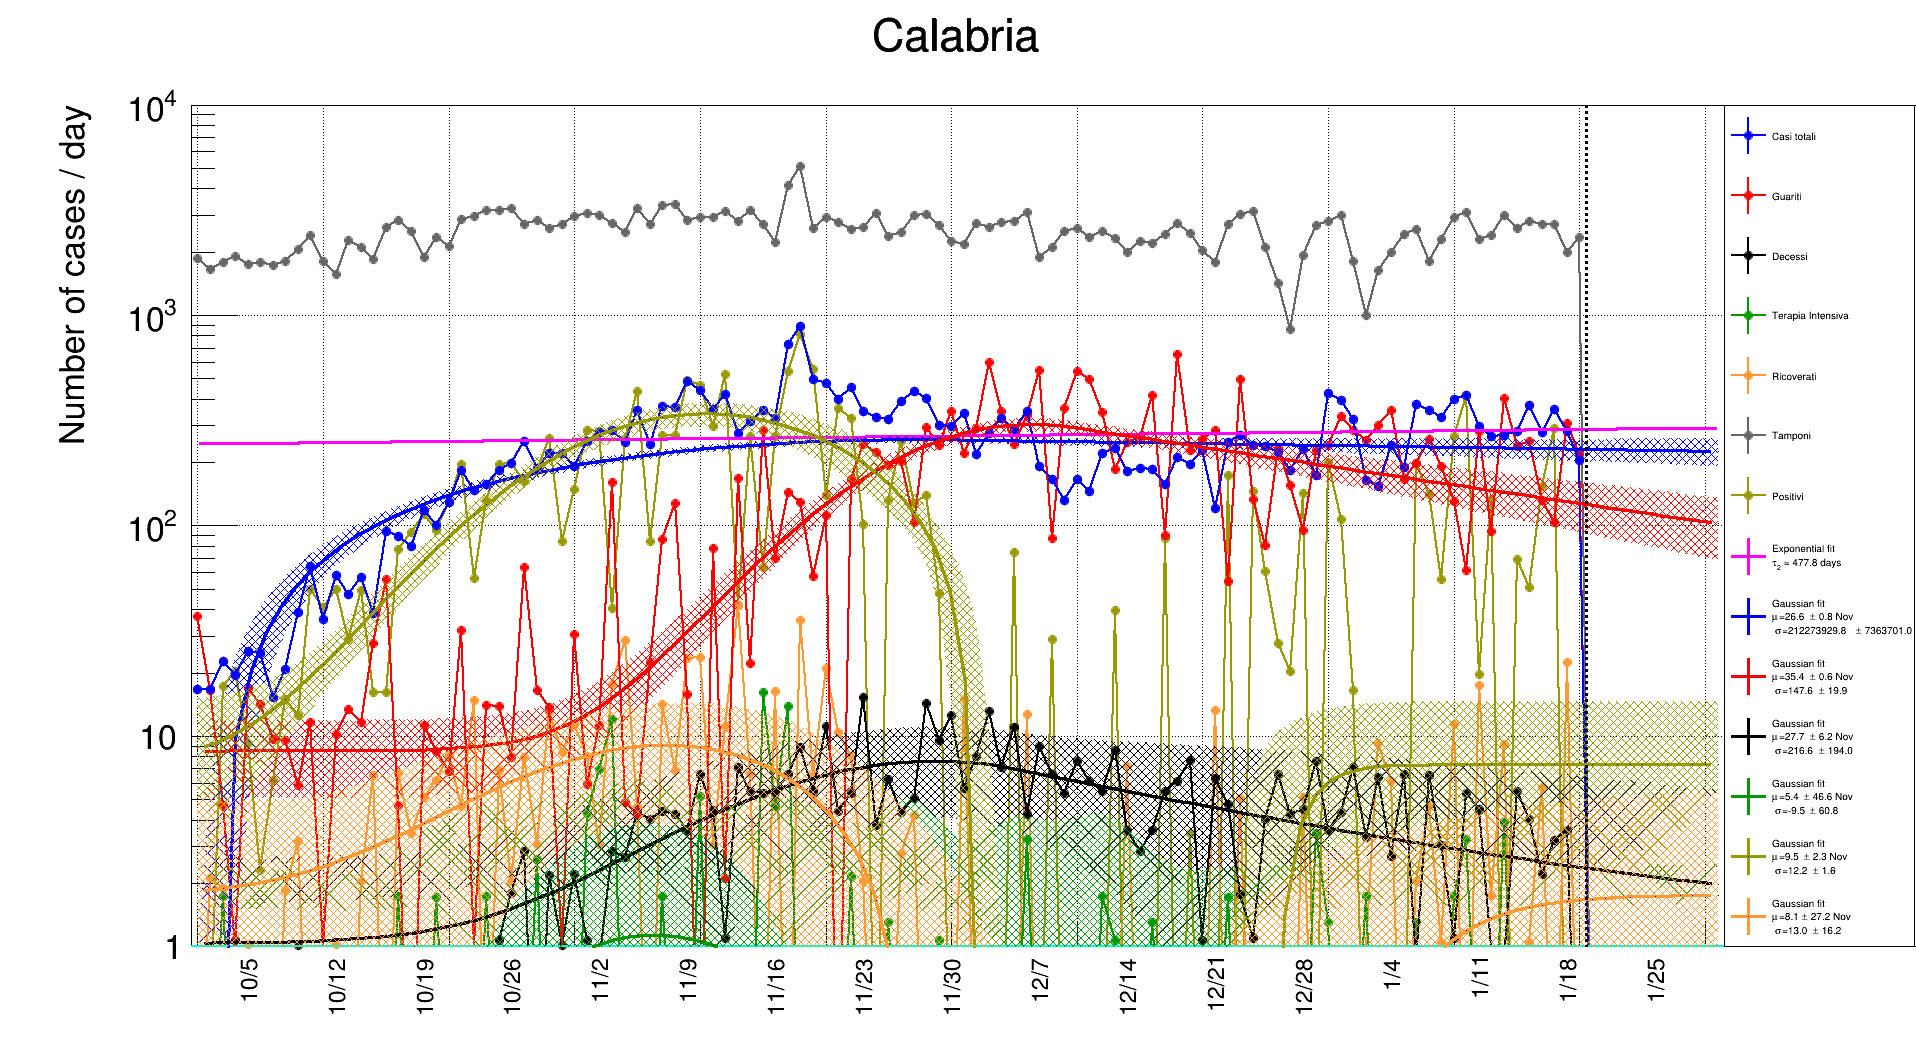 Calabria
Number of cases / day
10^4
10^3
10^2
10
1
10/5
10/12
10/19
10/26
11/2
11/9
11/16
11/23
11/30
12/7
12/14
12/21
12/28
1/4
1/11
1/18
1/25
Casi totali
Guariti
Decessi
Terapia Intensiva
Ricoverati
Tamponi
Positivi
Exponential fit
τ₂ = 477.8 days
Gaussian fit
μ=26.6 ± 0.8 Nov
σ=212273929.8 ± 7363701.0
Gaussian fit
μ=35.4 ± 0.6 Nov
σ=147.6 ± 19.9
Gaussian fit
μ=27.7 ± 6.2 Nov
σ=216.6 ± 194.0
Gaussian fit
μ=5.4 ± 46.6 Nov
σ=-9.5 ± 60.8
Gaussian fit
μ=9.5 ± 2.3 Nov
σ=12.2 ± 1.6
Gaussian fit
μ=8.1 ± 27.2 Nov
σ=13.0 ± 16.2